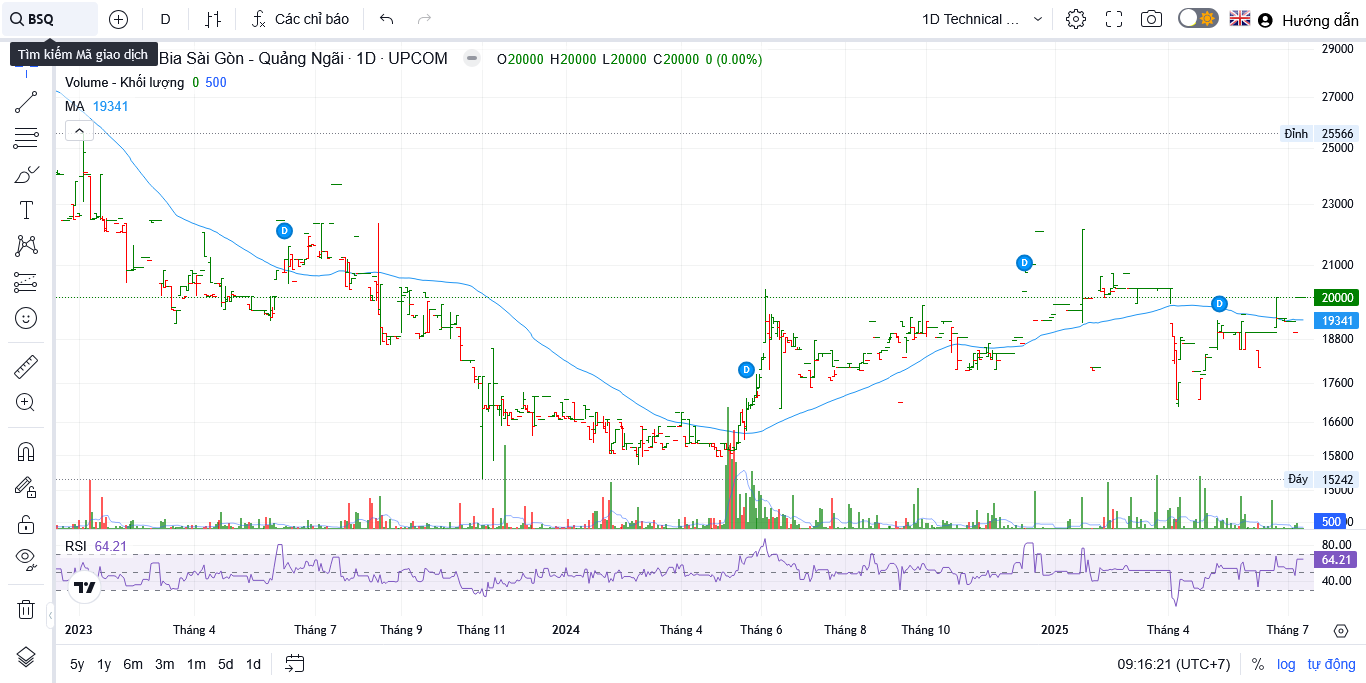 BSQ
D
Các chỉ báo
1D Technical ...
Hướng dẫn
Tìm kiếm Mã giao dịch
Bia Sài Gòn - Quảng Ngãi · 1D · UPCOM
O20000 H20000 L20000 C20000 0 (0.00%)
Volume - Khối lượng 0 500
MA 19341
29000
27000
Đỉnh 25566
25000
23000
21000
20000
19341
18800
17600
16600
15800
Đáy 15242
15000
500
D
D
D
D
RSI 64.21
80.00
64.21
40.00
2023 Tháng 4 Tháng 7 Tháng 9 Tháng 11 2024 Tháng 4 Tháng 6 Tháng 8 Tháng 10 2025 Tháng 4 Tháng 7
5y 1y 6m 3m 1m 5d 1d
09:16:21 (UTC+7) % log tự động